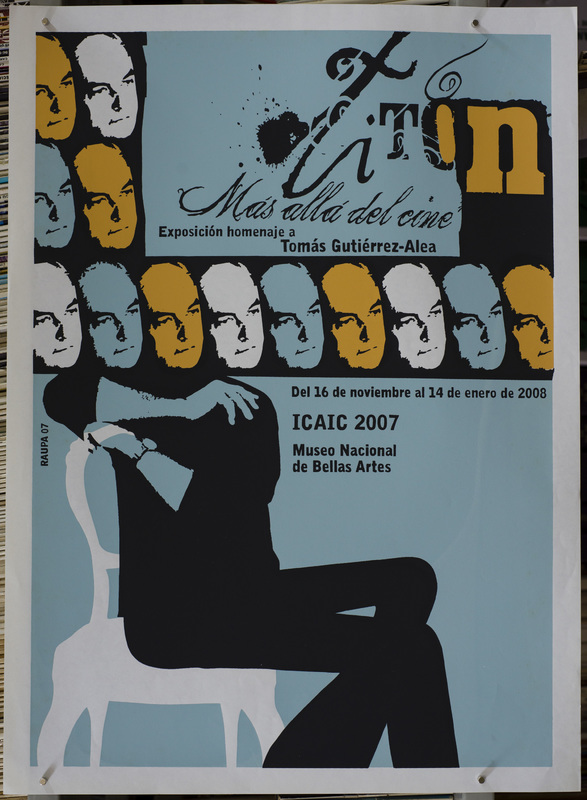 Titón
Más allá del cine
Exposición homenaje a
Tomás Gutiérrez-Alea
Del 16 de noviembre al 14 de enero de 2008
ICAIC 2007
Museo Nacional
de Bellas Artes
RAUPA 07